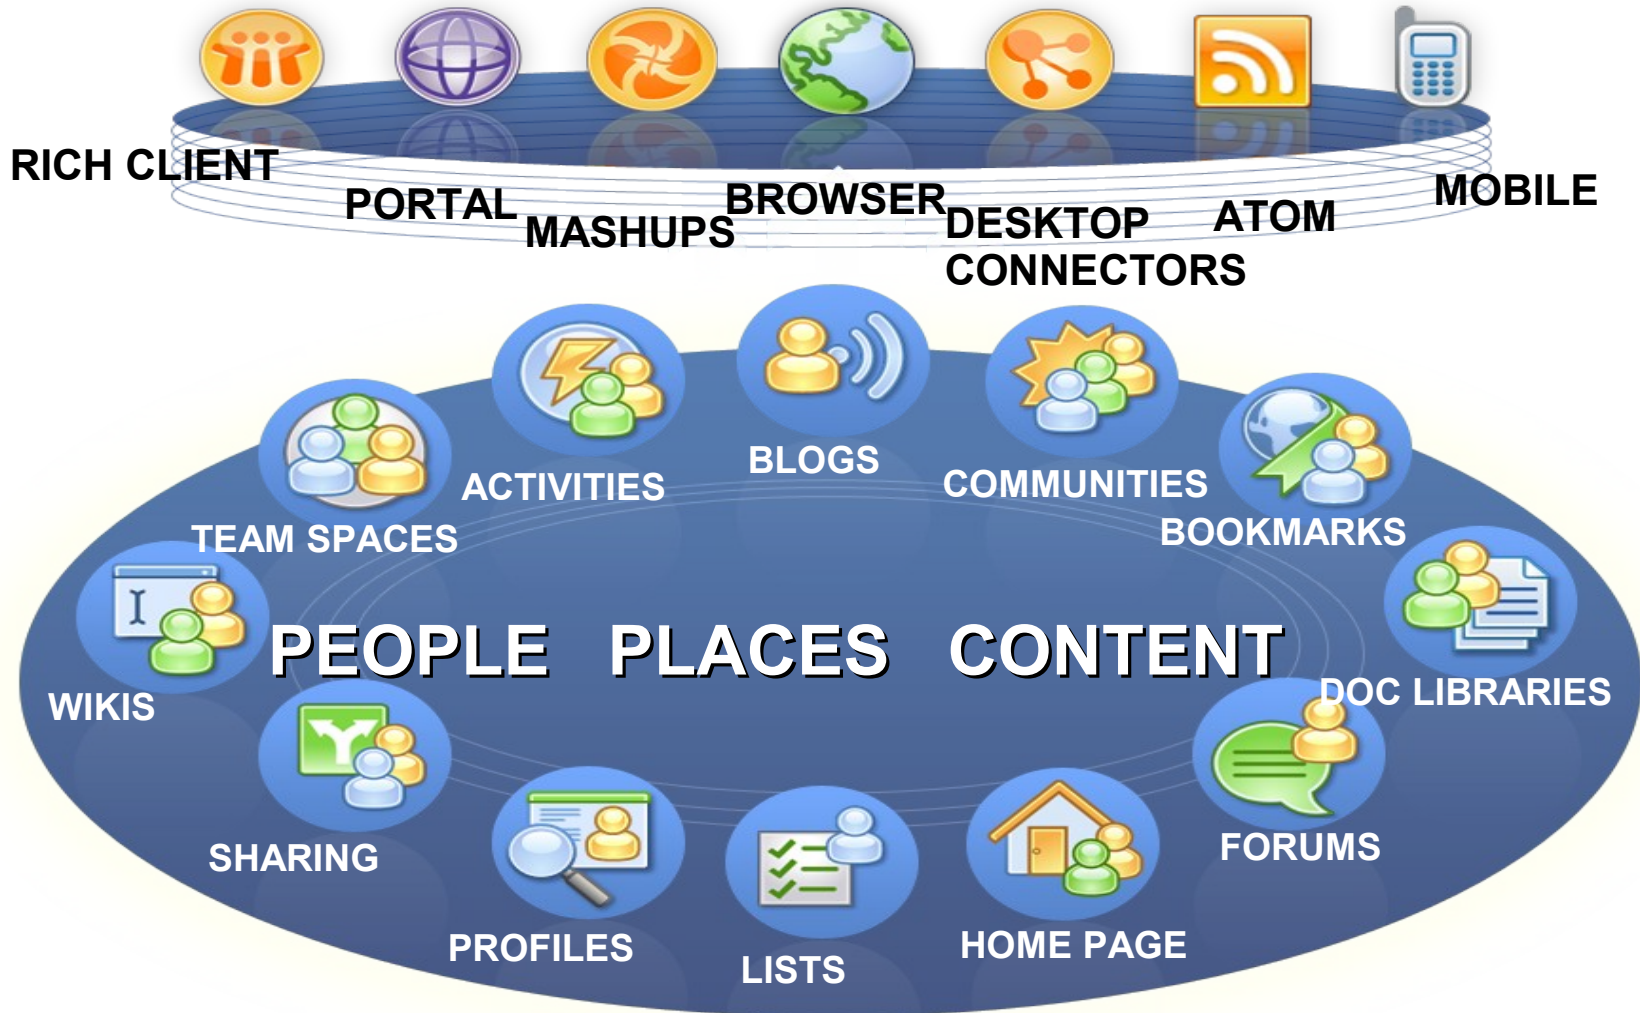 RICH CLIENT
PORTAL
MASHUPS
BROWSER
DESKTOP
CONNECTORS
ATOM
MOBILE
BLOGS
ACTIVITIES
COMMUNITIES
TEAM SPACES
BOOKMARKS
PEOPLE PLACES CONTENT
WIKIS
DOC LIBRARIES
SHARING
FORUMS
PROFILES
LISTS
HOME PAGE